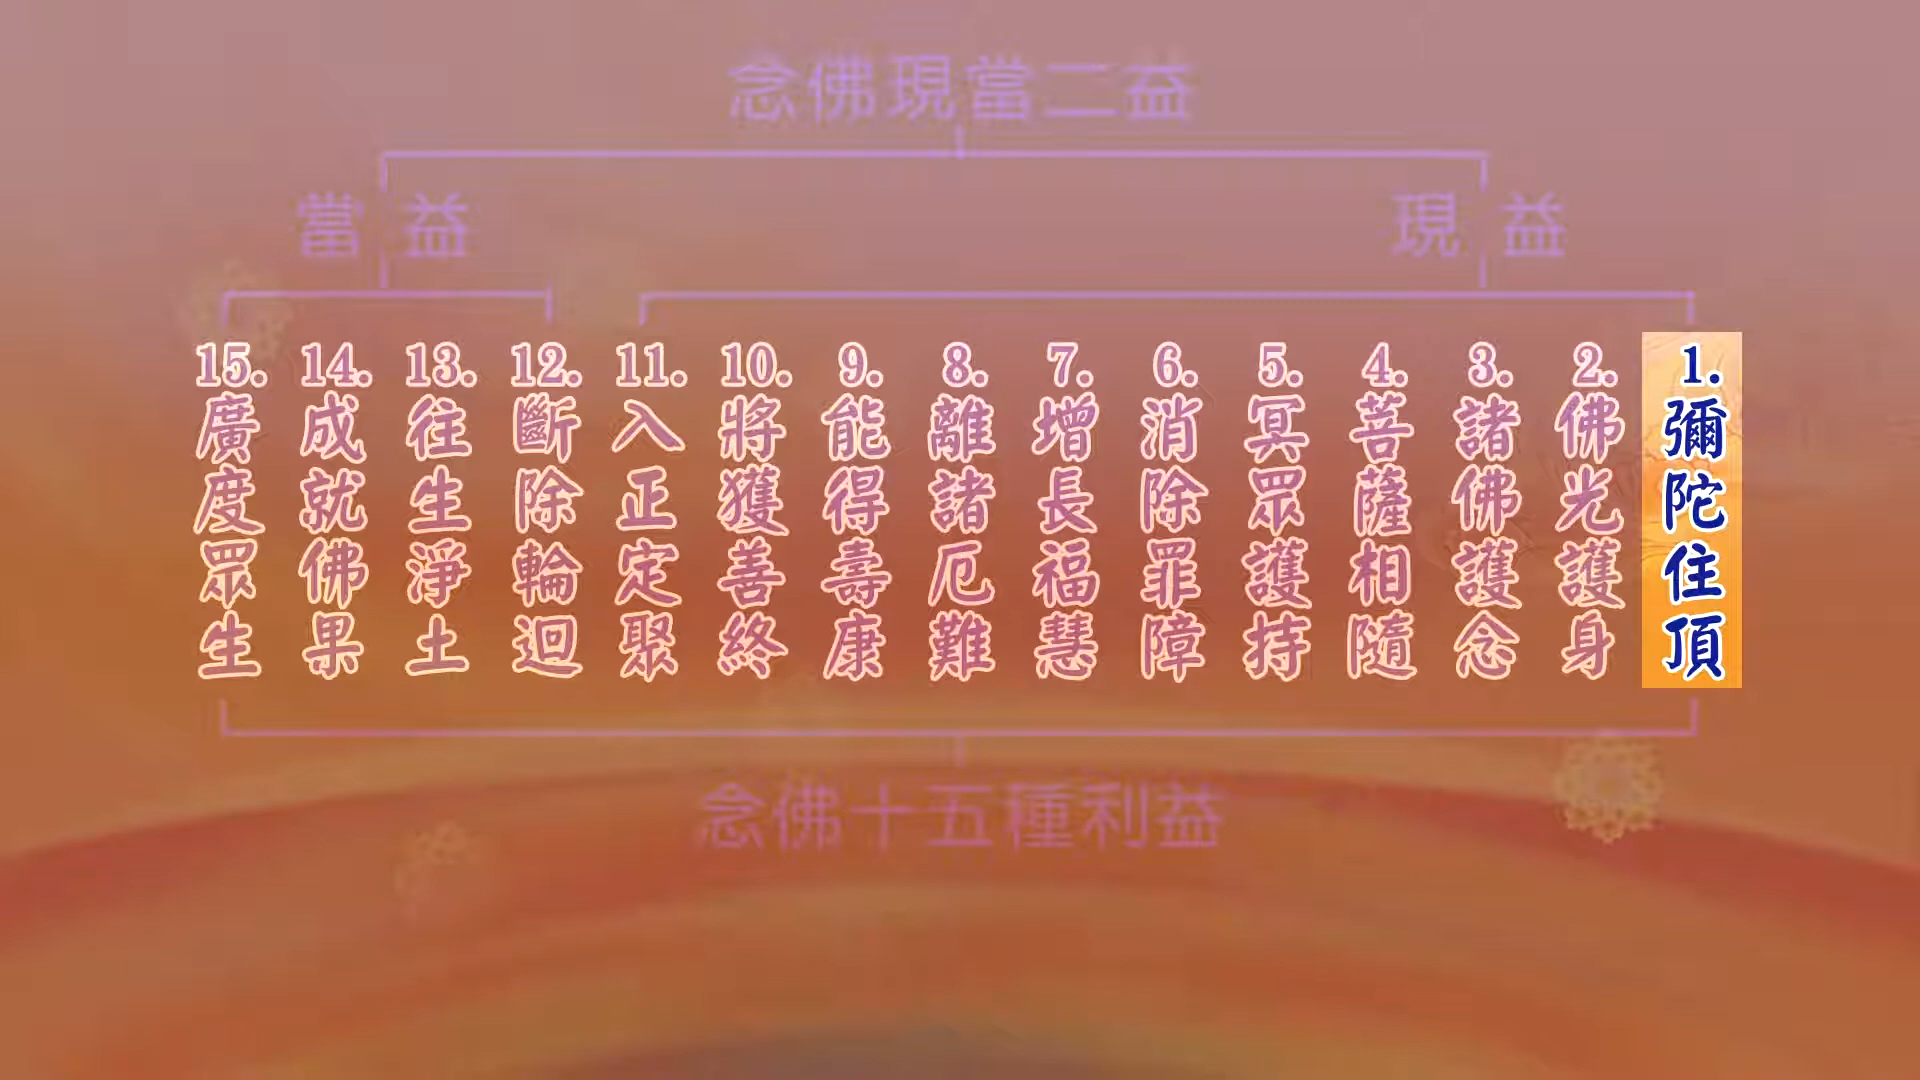 念佛現當二益
現益
當益
1.彌陀住頂
2.佛光護身
3.諸佛護念
4.菩薩相隨
5.冥眾護持
6.消除罪障
7.增長福慧
8.離諸厄難
9.能得壽康
10.將獲善終
11.入正定聚
12.斷除輪迴
13.往生淨土
14.成就佛果
15.廣度眾生
念佛十五種利益